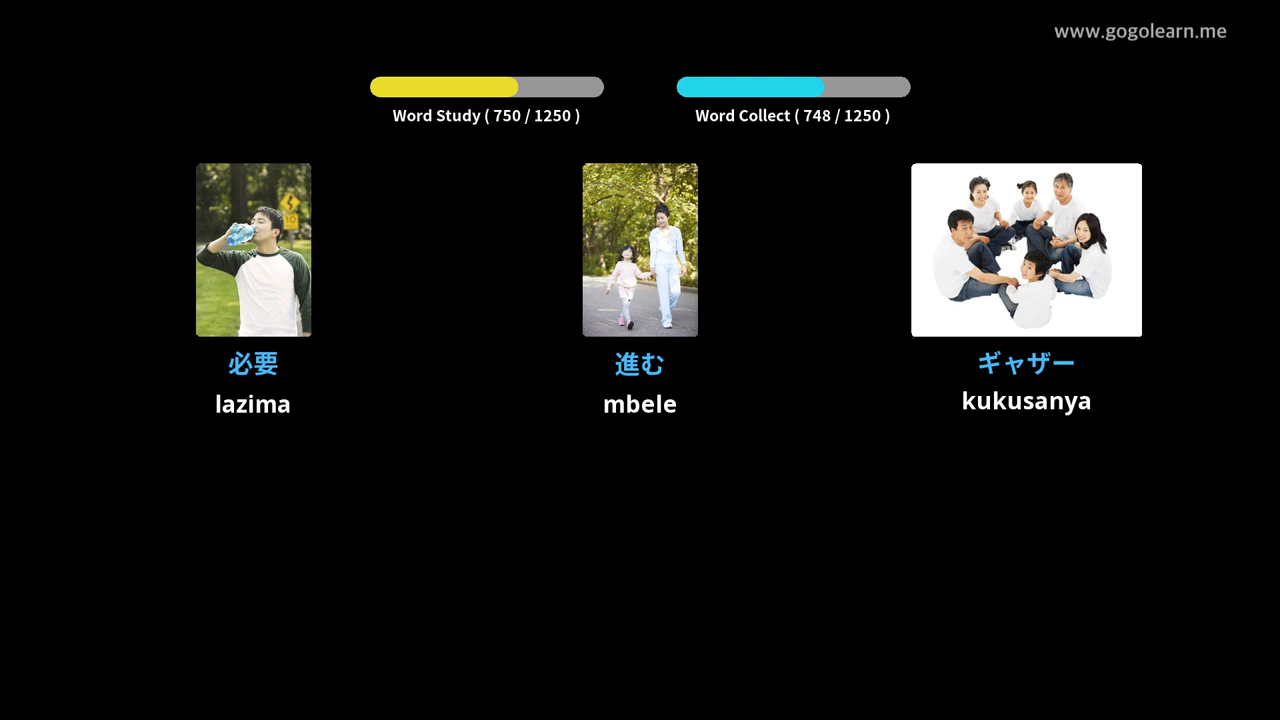 www.gogolearn.me
Word Study ( 750 / 1250 )
Word Collect ( 748 / 1250 )
必要
進む
ギャザー
lazima
mbele
kukusanya